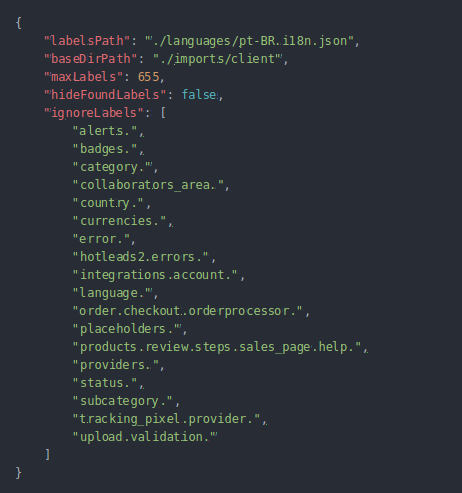 {
    "labelsPath": "./languages/pt-BR.i18n.json",
    "baseDirPath": "./imports/client",
    "maxLabels": 655,
    "hideFoundLabels": false,
    "ignoreLabels": [
        "alerts.",
        "badges.",
        "category.",
        "collaborators_area.",
        "country.",
        "currencies.",
        "error.",
        "hotleads2.errors.",
        "integrations.account.",
        "language.",
        "order.checkout.orderprocessor.",
        "placeholders.",
        "products.review.steps.sales_page.help.",
        "providers.",
        "status.",
        "subcategory.",
        "tracking_pixel.provider.",
        "upload.validation."
    ]
}